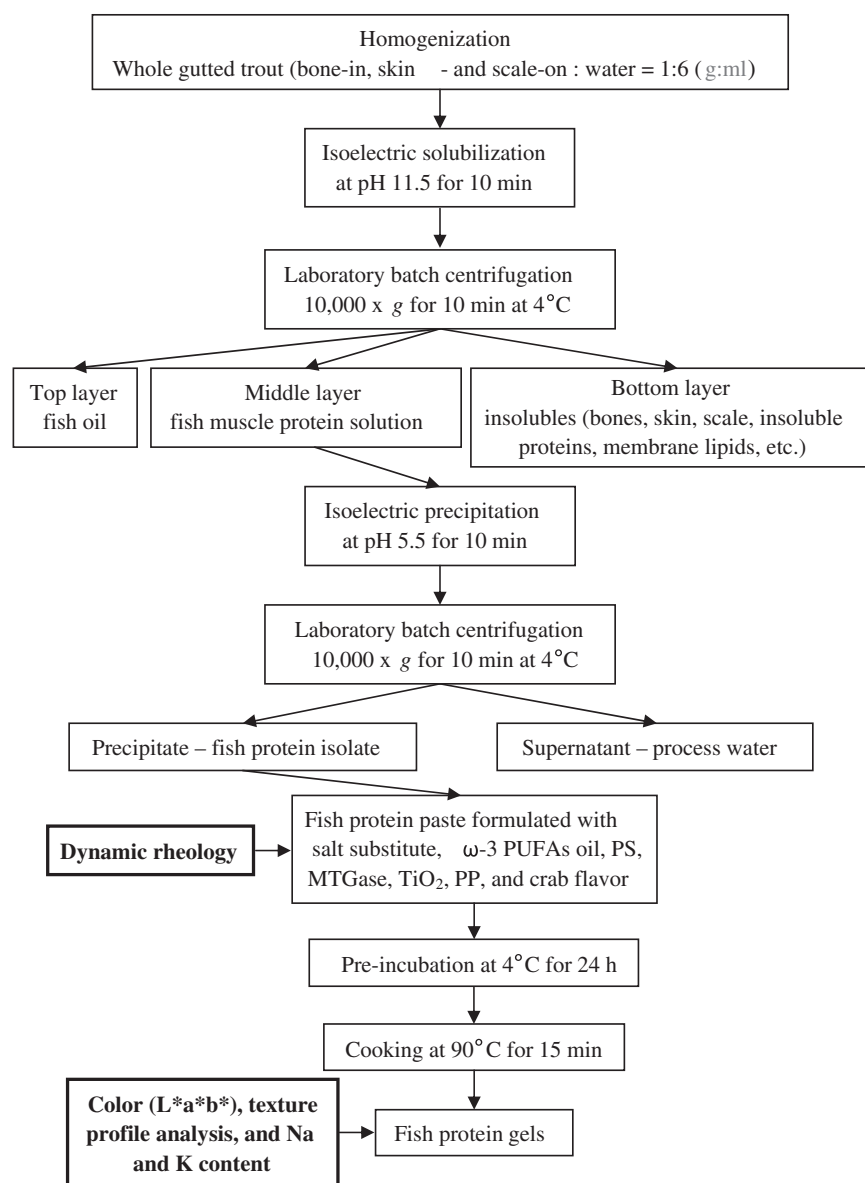 Homogenization
Whole gutted trout (bone-in, skin - and scale-on : water = 1:6 (g:ml)
Isoelectric solubilization
at pH 11.5 for 10 min
Laboratory batch centrifugation
10,000 x g for 10 min at 4°C
Top layer
fish oil
Middle layer
fish muscle protein solution
Bottom layer
insolubles (bones, skin, scale, insoluble
proteins, membrane lipids, etc.)
Isoelectric precipitation
at pH 5.5 for 10 min
Laboratory batch centrifugation
10,000 x g for 10 min at 4°C
Precipitate – fish protein isolate
Supernatant – process water
Dynamic rheology
Fish protein paste formulated with
salt substitute, ω-3 PUFAs oil, PS,
MTGase, TiO2, PP, and crab flavor
Pre-incubation at 4°C for 24 h
Cooking at 90°C for 15 min
Color (L*a*b*), texture
profile analysis, and Na
and K content
Fish protein gels